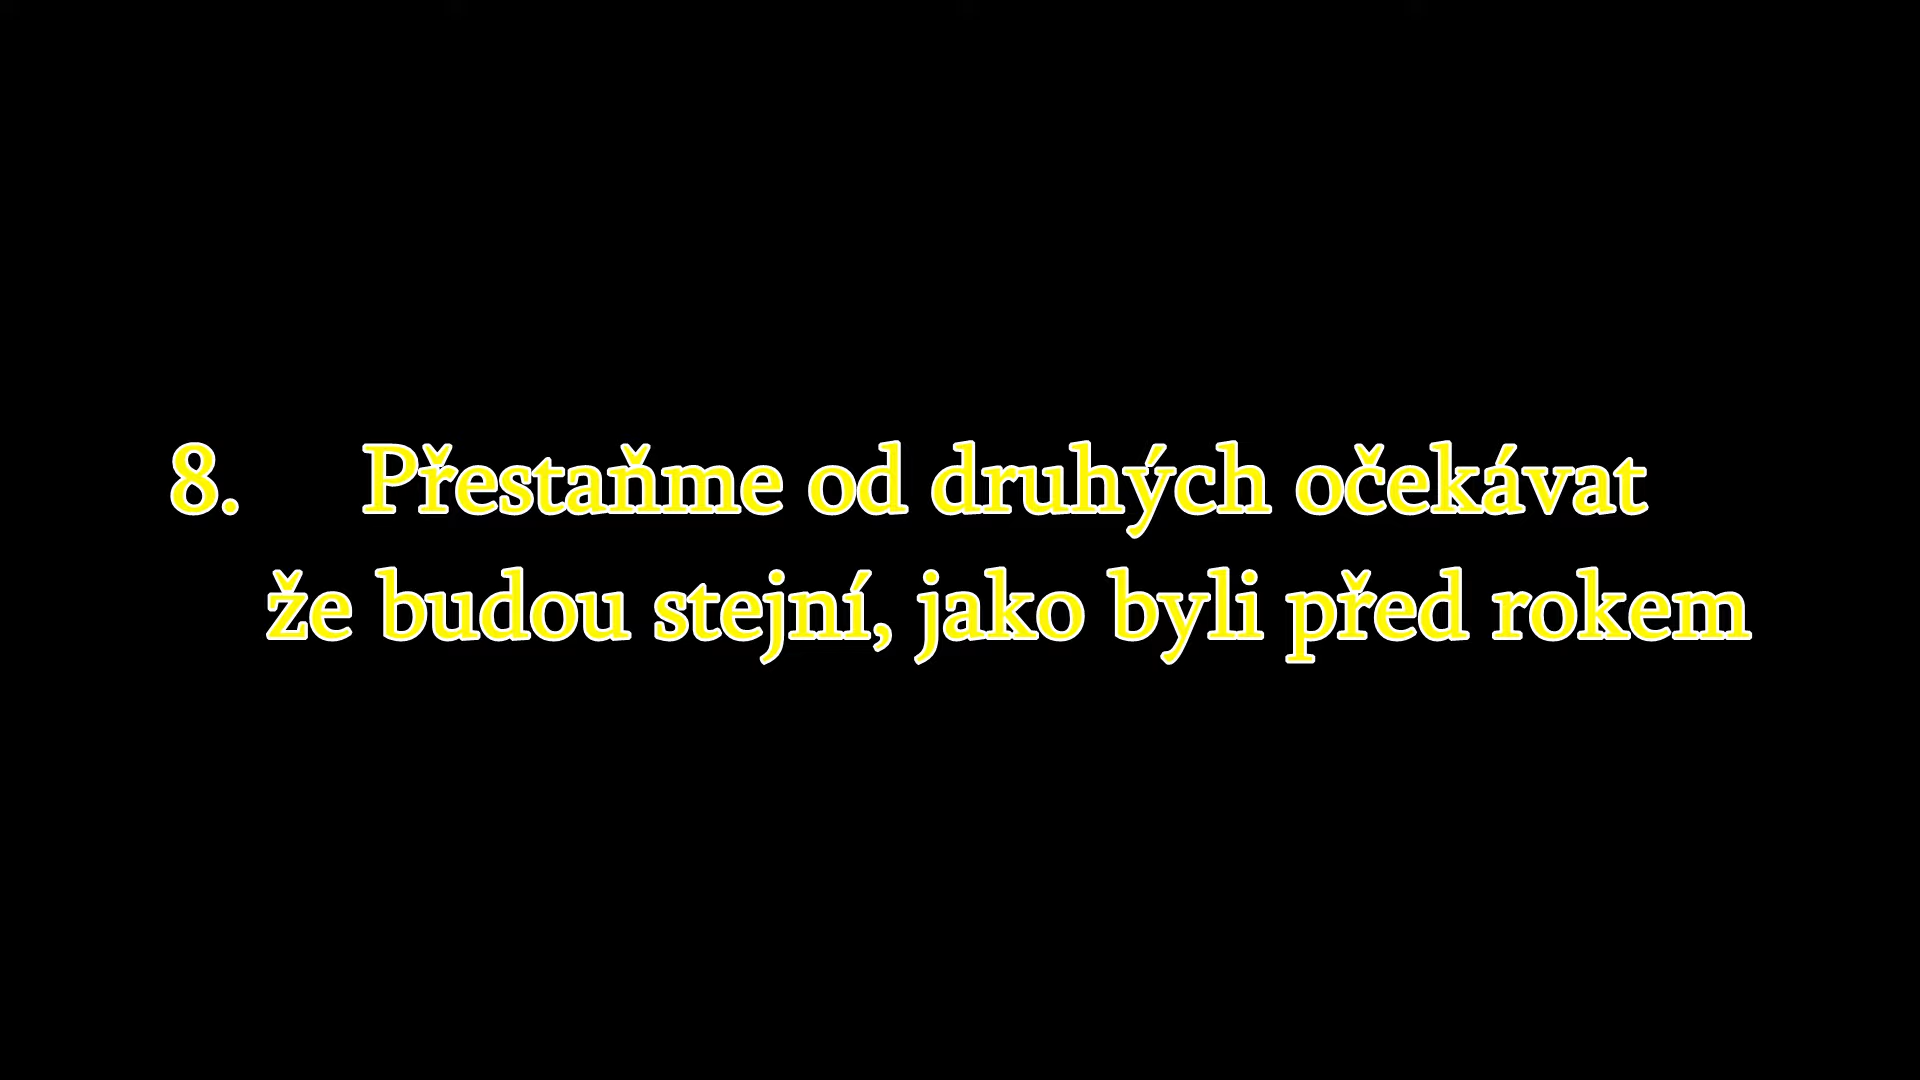 8. Přestaňme od druhých očekávat
že budou stejní, jako byli před rokem